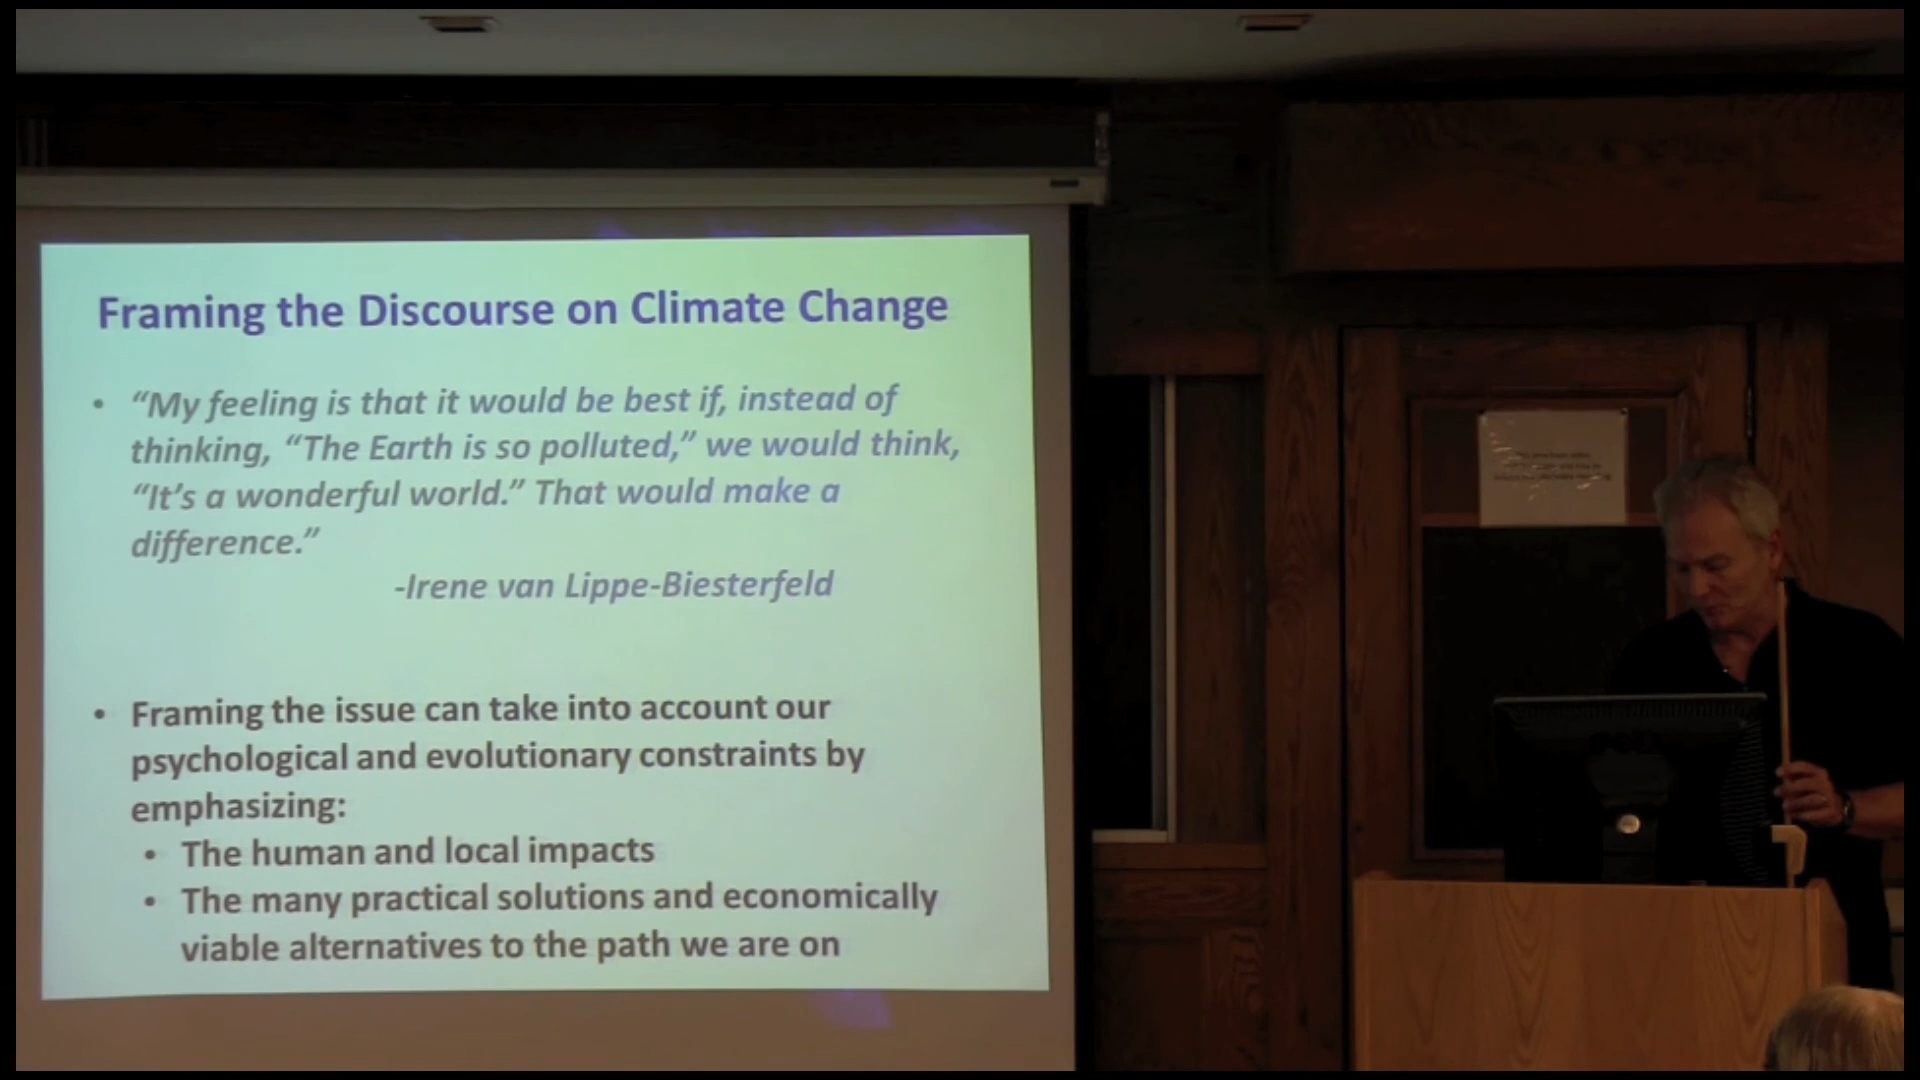 Framing the Discourse on Climate Change
• “My feeling is that it would be best if, instead of
thinking, “The Earth is so polluted,” we would think,
“It’s a wonderful world.” That would make a
difference.”
-Irene van Lippe-Biesterfeld
• Framing the issue can take into account our
psychological and evolutionary constraints by
emphasizing:
• The human and local impacts
• The many practical solutions and economically
viable alternatives to the path we are on